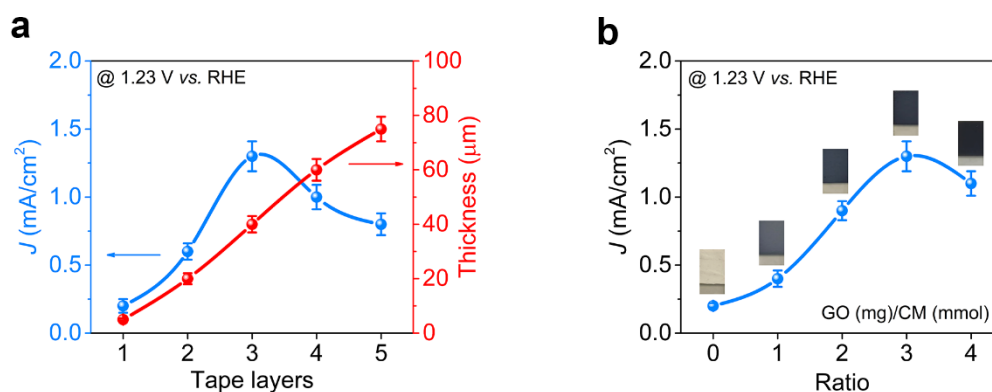 a
@ 1.23 V vs. RHE
J (mA/cm²)
2.0
1.5
1.0
0.5
0.0
100
80
60
40
20
0
Thickness (μm)
1 2 3 4 5
Tape layers
b
@ 1.23 V vs. RHE
J (mA/cm²)
2.0
1.5
1.0
0.5
0.0
GO (mg)/CM (mmol)
0 1 2 3 4
Ratio